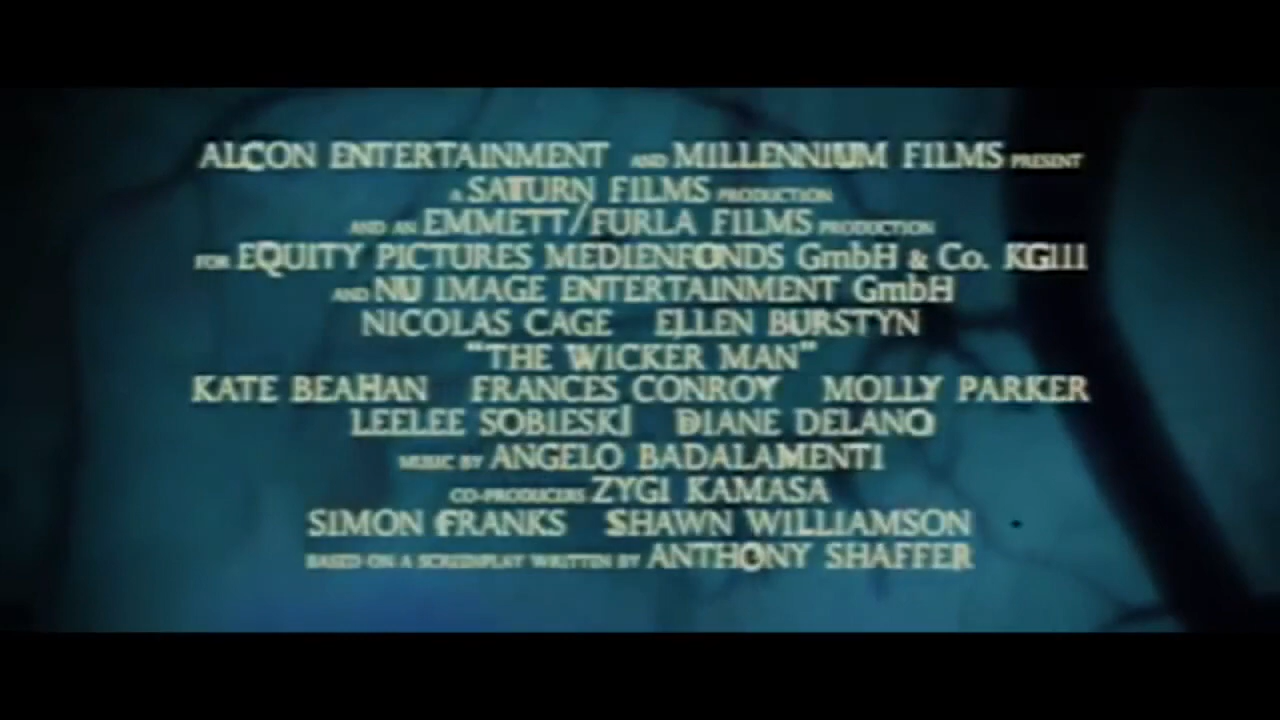 ALCON ENTERTAINMENT AND MILLENNIUM FILMS PRESENT
A SATURN FILMS PRODUCTION
AND AN EMMETT/FURLA FILMS PRODUCTION
FOR EQUITY PICTURES MEDIENFONDS GmbH & Co. KGIII
AND NU IMAGE ENTERTAINMENT GmbH
NICOLAS CAGE ELLEN BURSTYN
"THE WICKER MAN"
KATE BEAHAN FRANCES CONROY MOLLY PARKER
LEELEE SOBIESKI DIANE DELANO
MUSIC BY ANGELO BADALAMENTI
CO-PRODUCERS ZYGI KAMASA
SIMON FRANKS SHAWN WILLIAMSON
BASED ON A SCREENPLAY WRITTEN BY ANTHONY SHAFFER